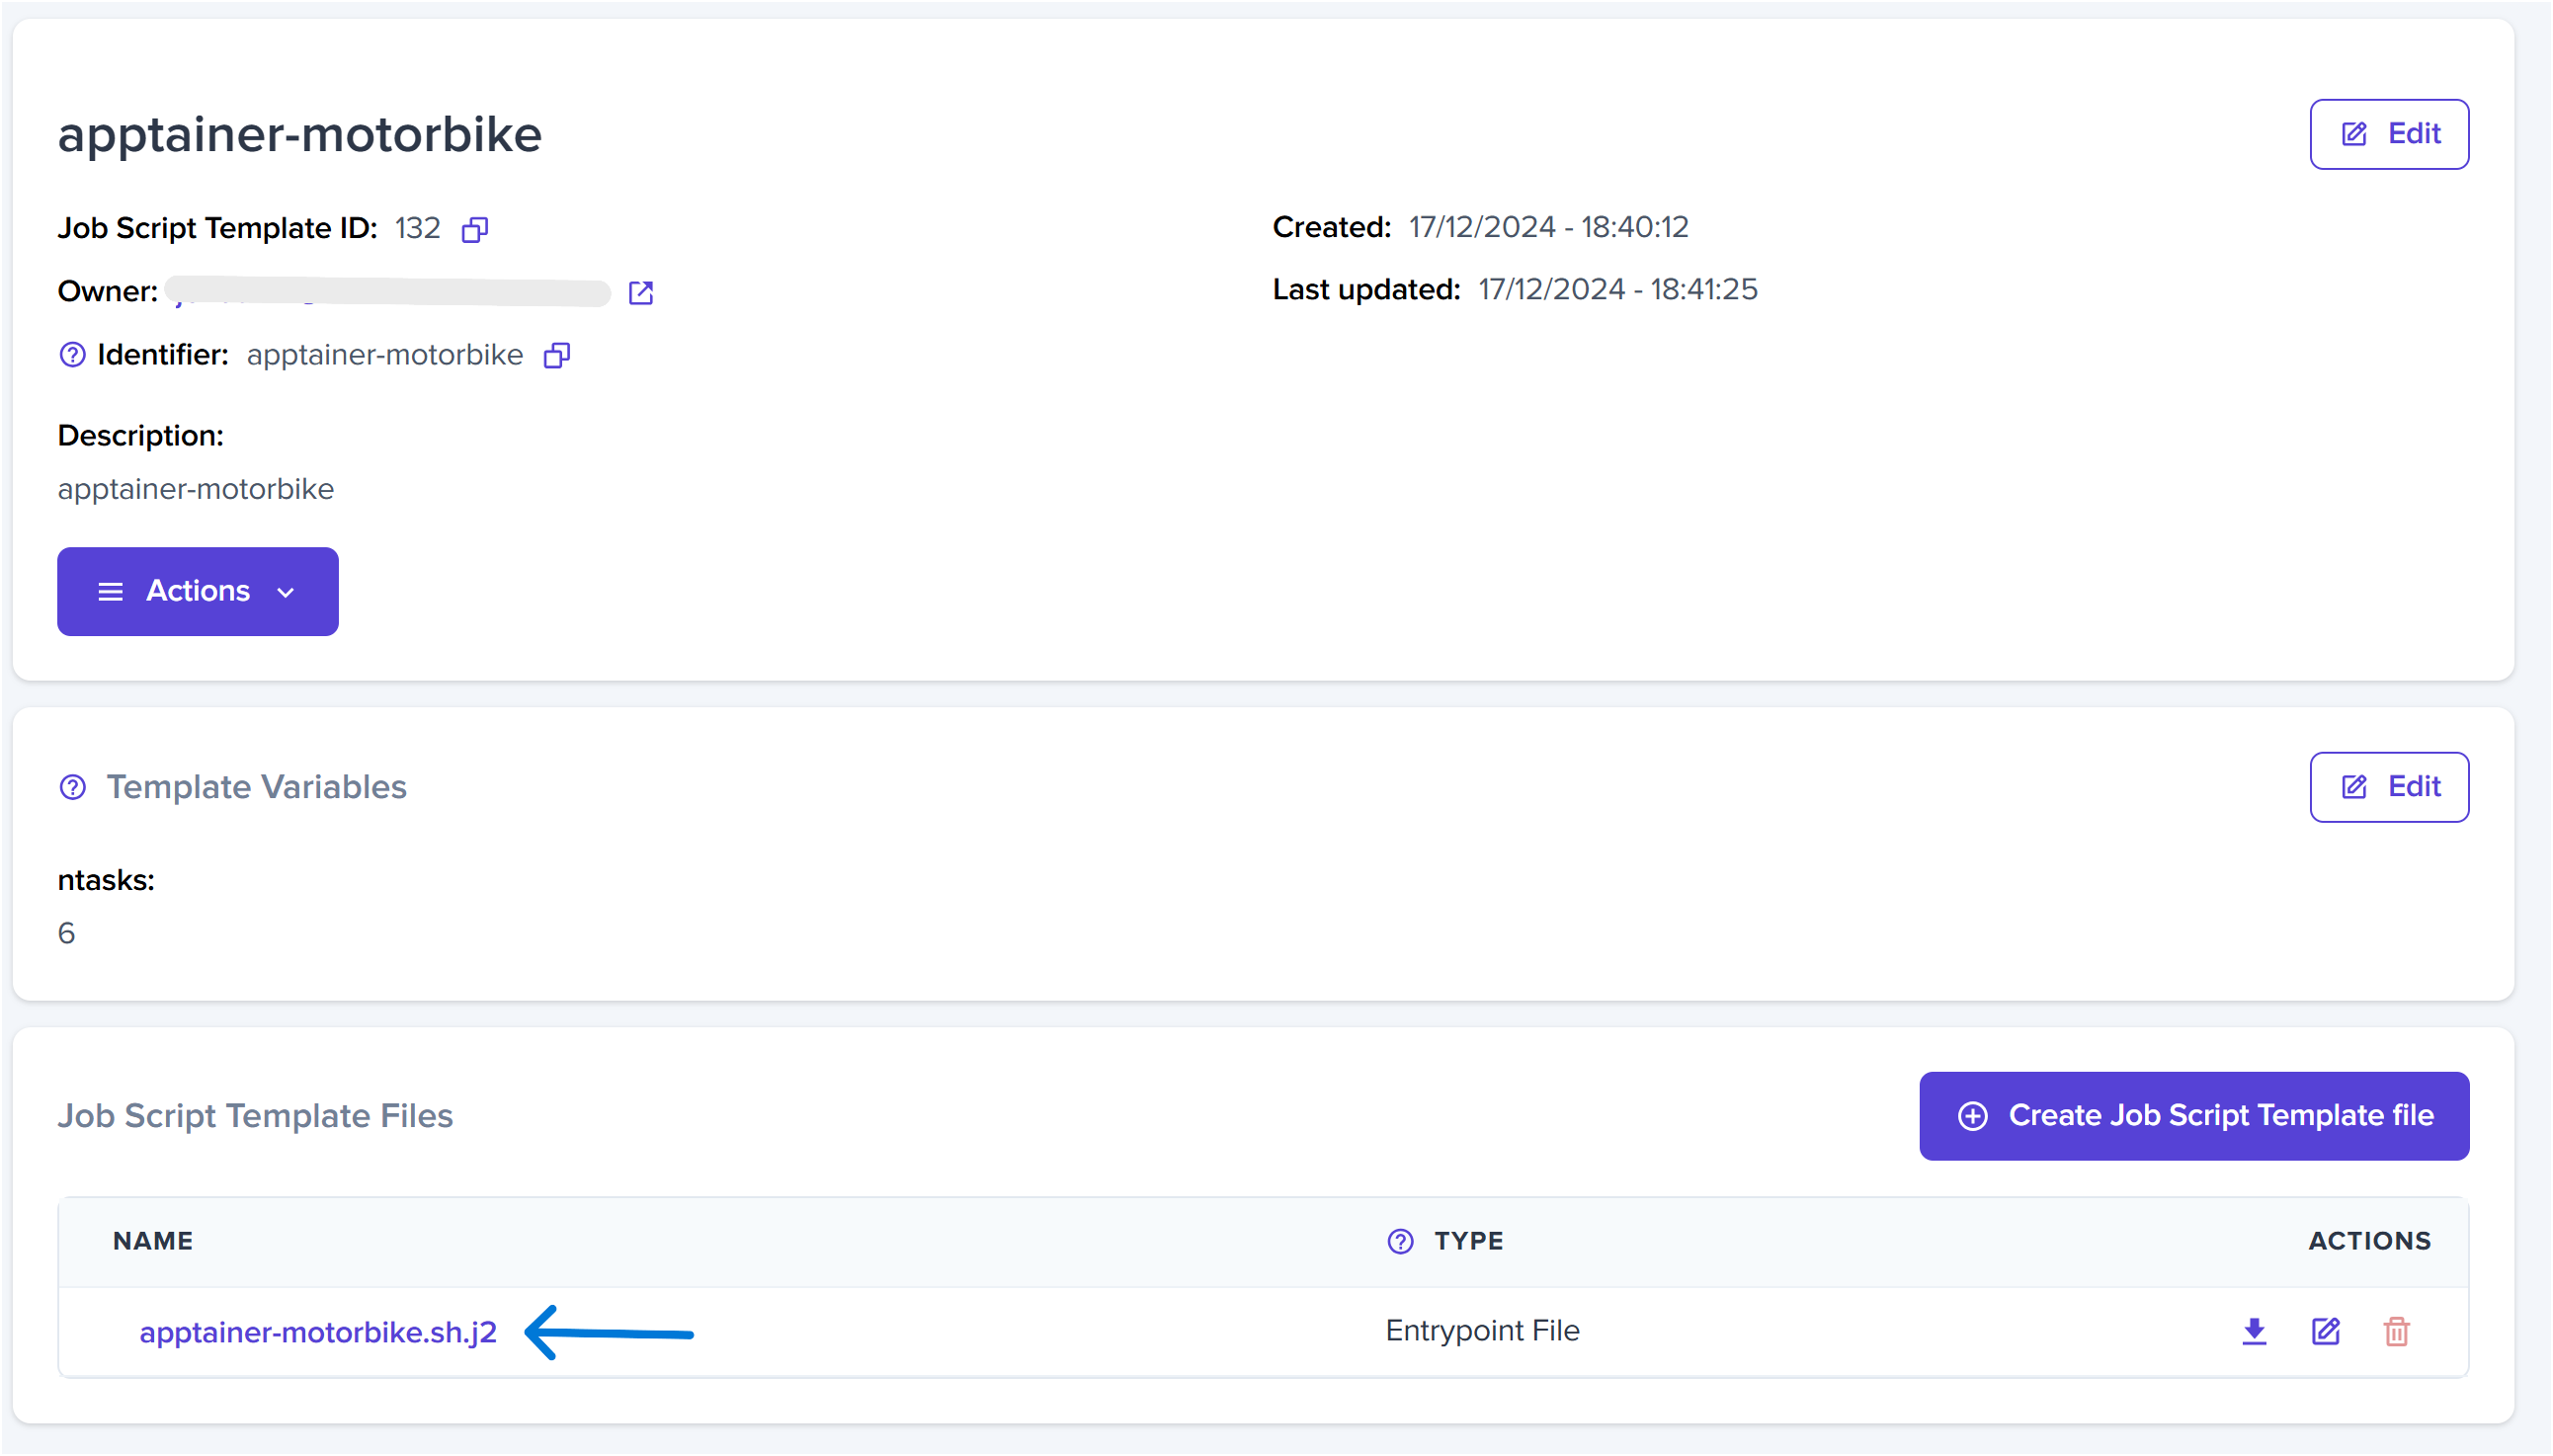 apptainer-motorbike
Edit
Job Script Template ID: 132
Created: 17/12/2024 - 18:40:12
Owner:
Last updated: 17/12/2024 - 18:41:25
Identifier: apptainer-motorbike
Description:
apptainer-motorbike
Actions
Template Variables
Edit
ntasks:
6
Job Script Template Files
Create Job Script Template file
NAME TYPE ACTIONS
apptainer-motorbike.sh.j2 Entrypoint File